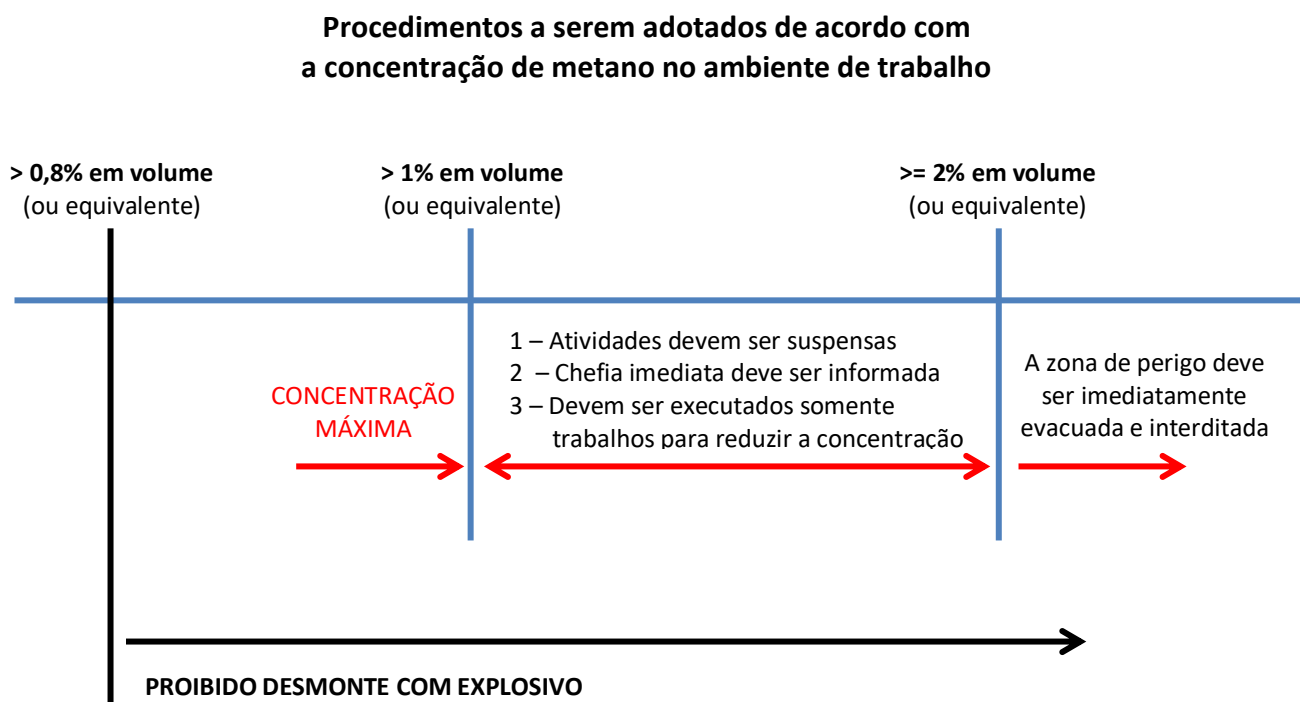 Procedimentos a serem adotados de acordo com
a concentração de metano no ambiente de trabalho
> 0,8% em volume
(ou equivalente)
> 1% em volume
(ou equivalente)
>= 2% em volume
(ou equivalente)
CONCENTRAÇÃO
MÁXIMA
1 – Atividades devem ser suspensas
2 – Chefia imediata deve ser informada
3 – Devem ser executados somente
trabalhos para reduzir a concentração
A zona de perigo deve
ser imediatamente
evacuada e interditada
PROIBIDO DESMONTE COM EXPLOSIVO